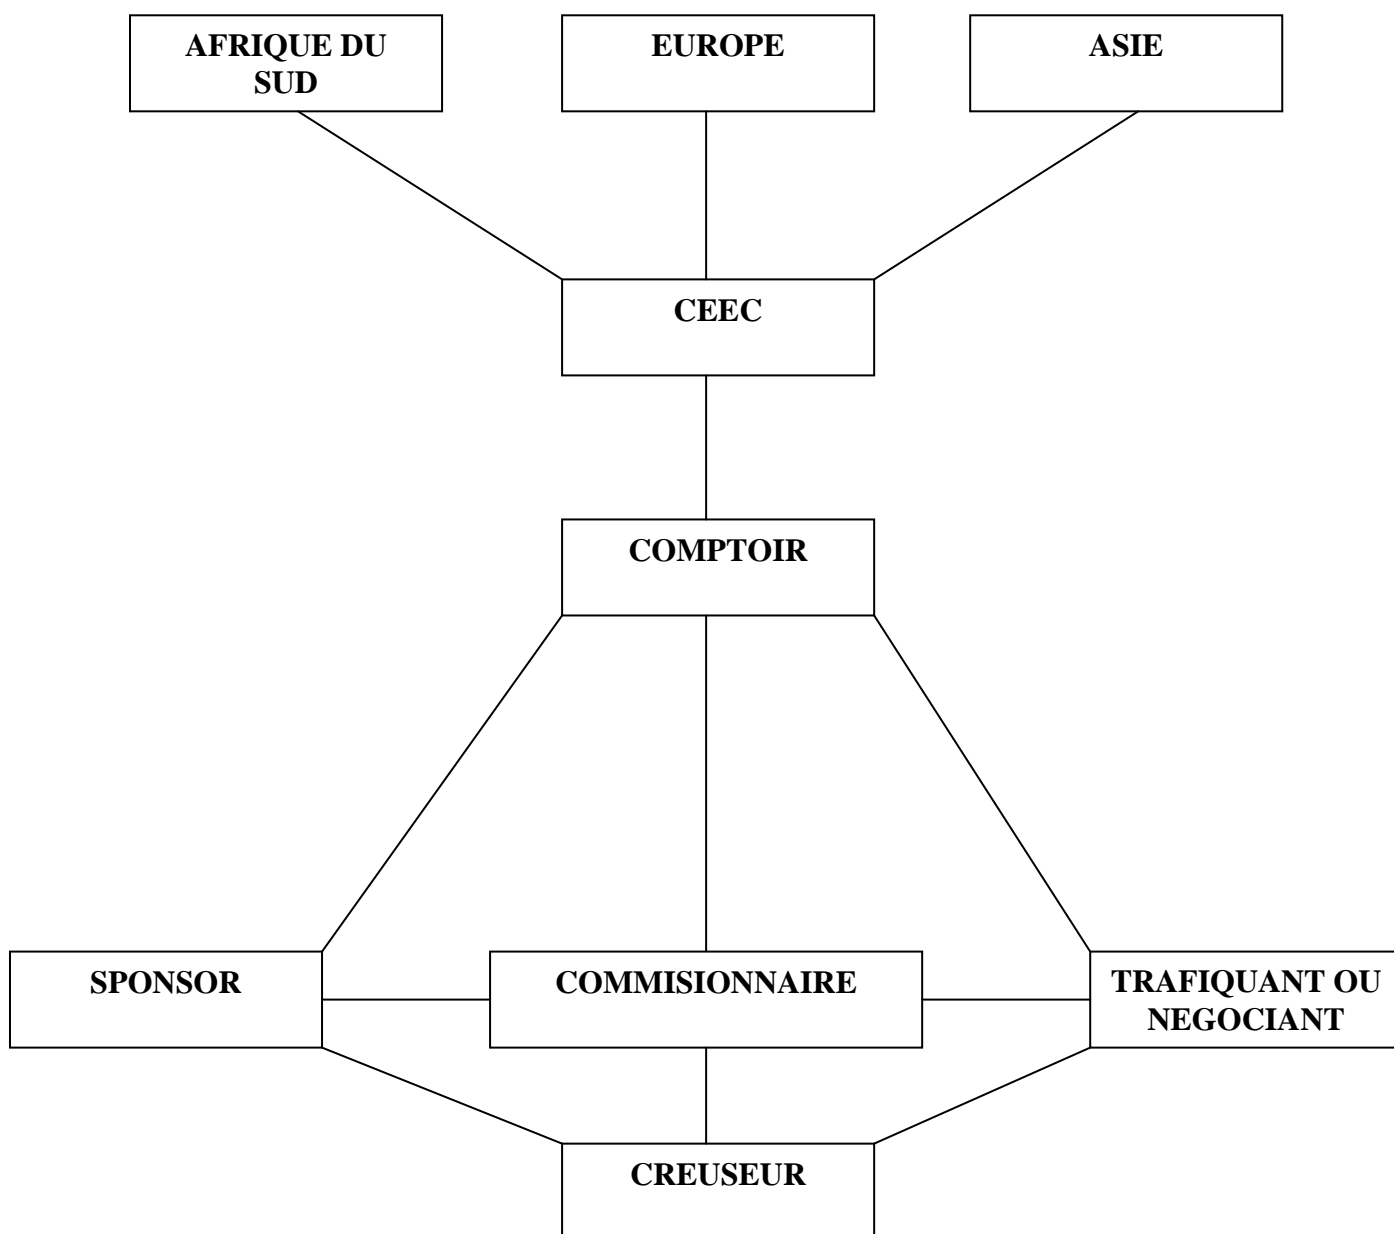 AFRIQUE DU
SUD
EUROPE
ASIE
CEEC
COMPTOIR
SPONSOR
COMMISIONNAIRE
TRAFIQUANT OU
NEGOCIANT
CREUSEUR